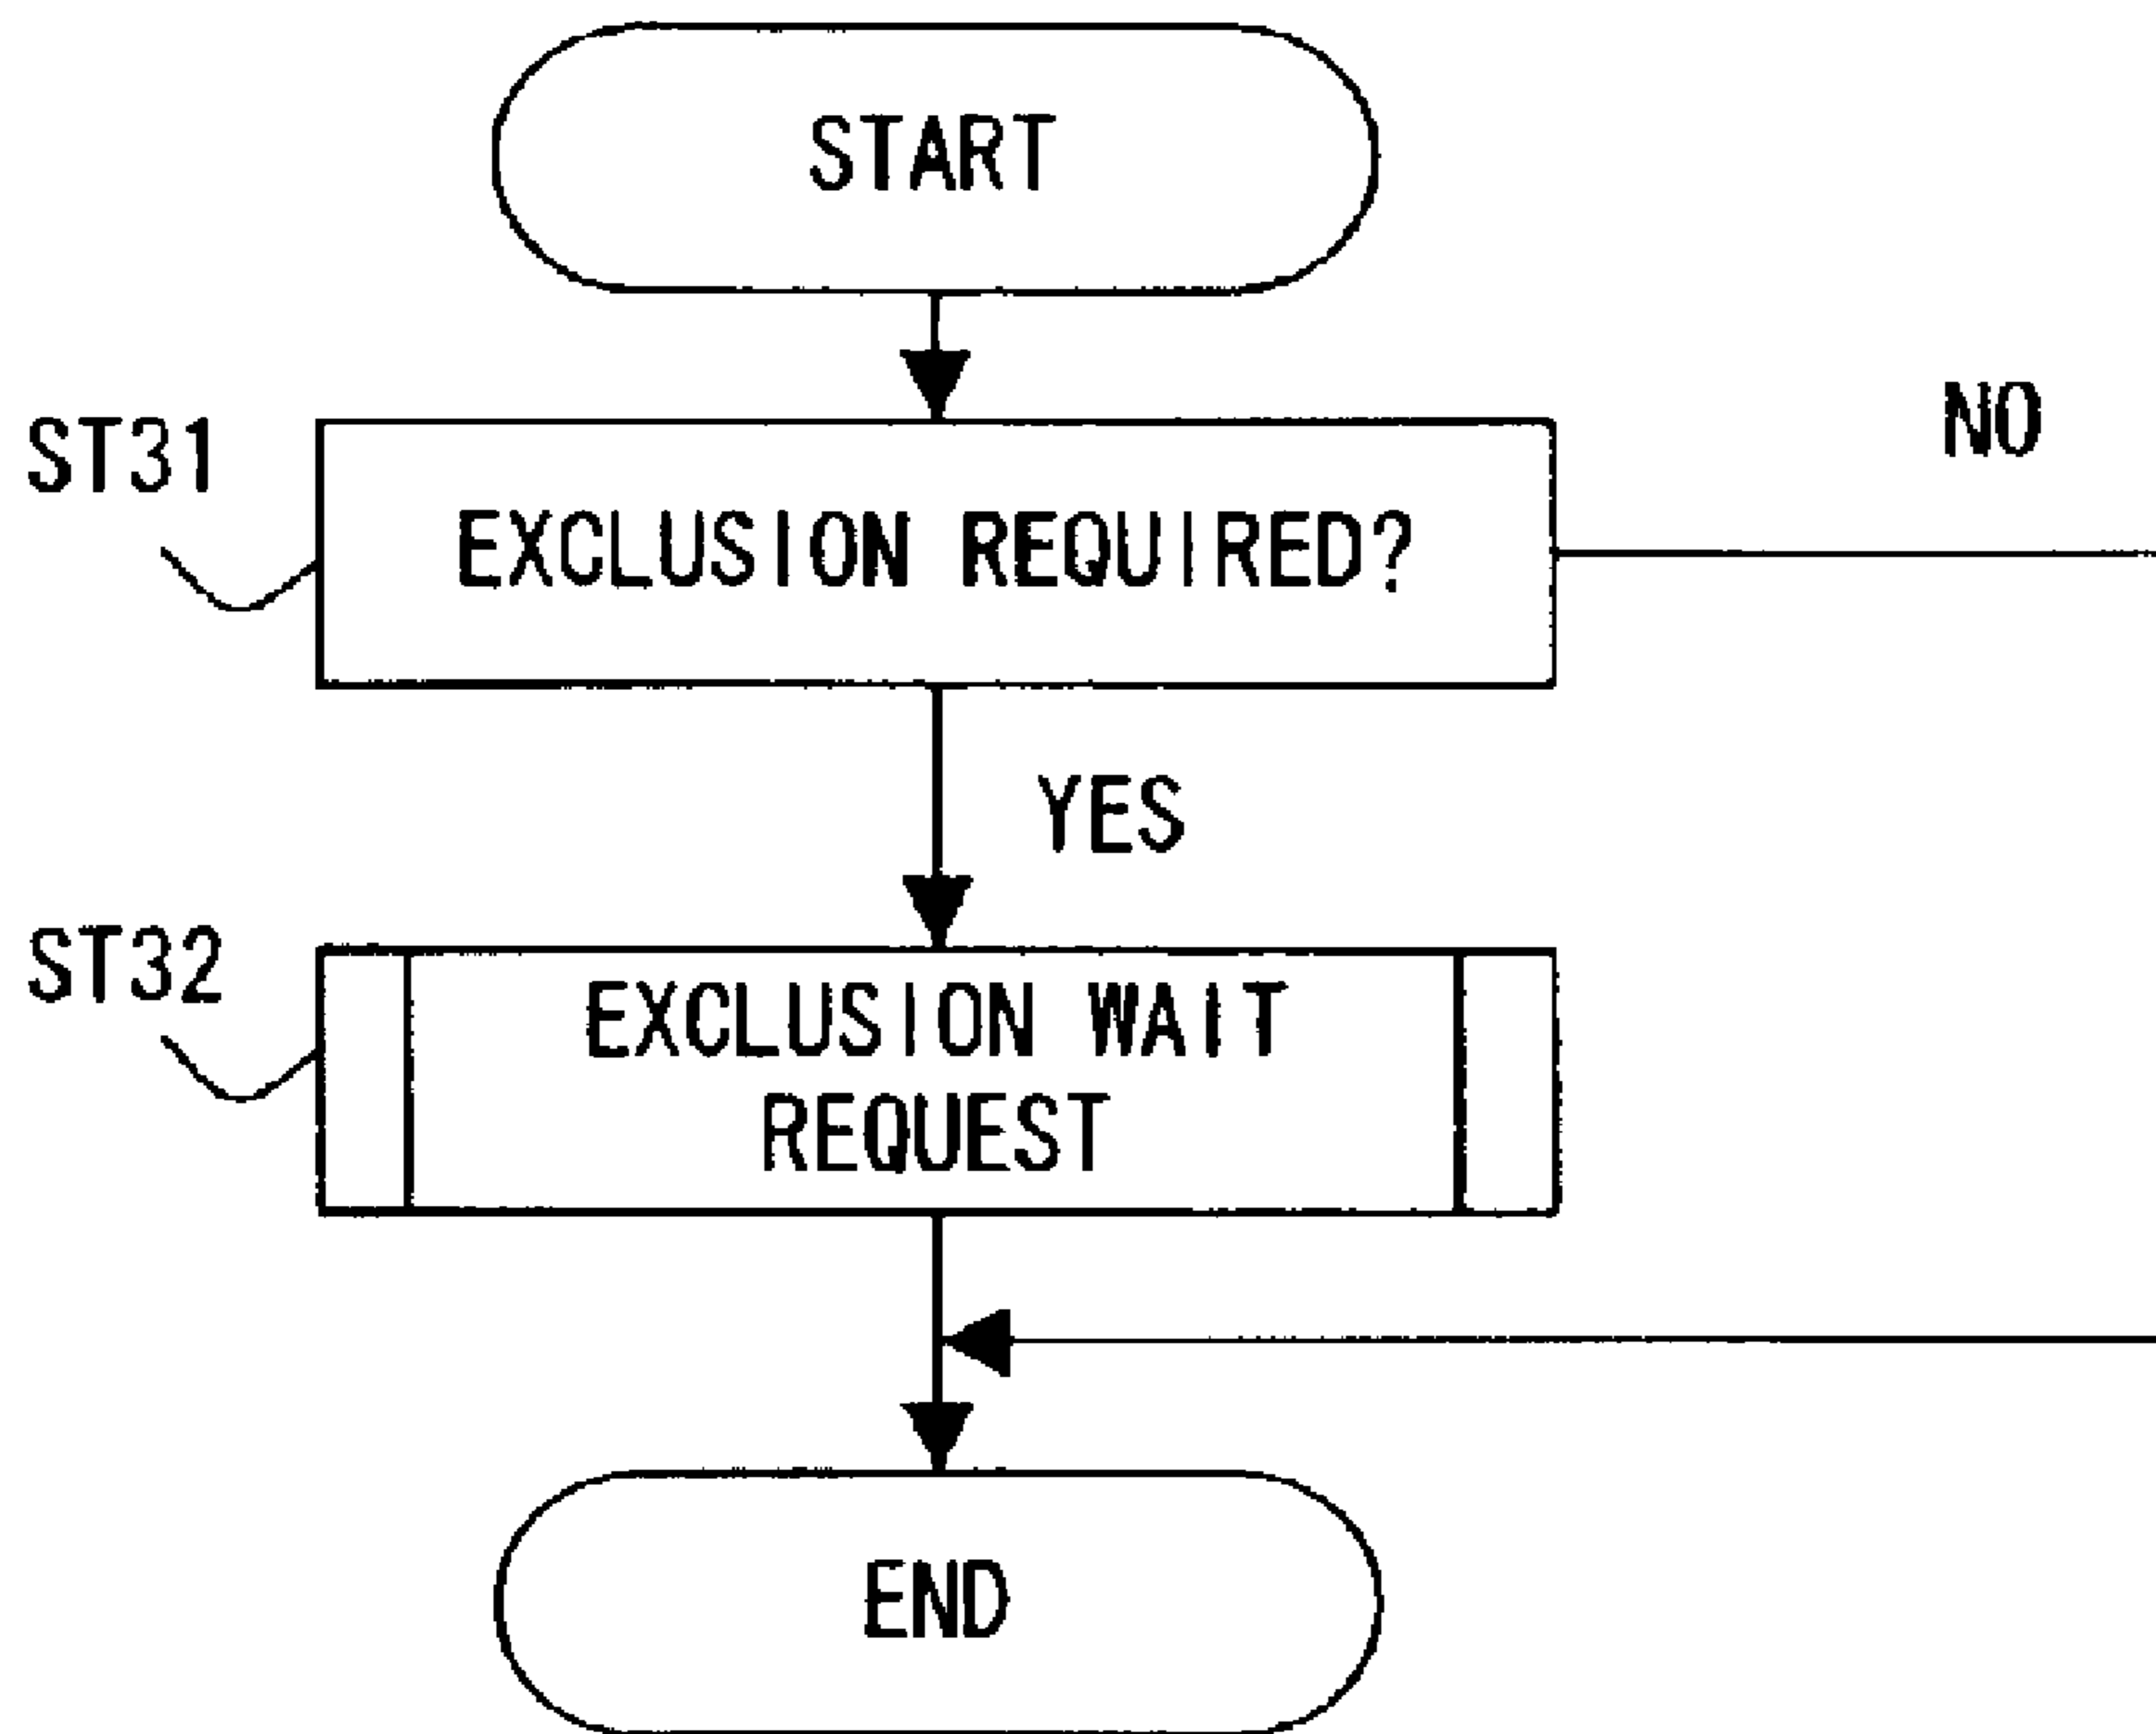 START
ST31
NO
EXCLUSION REQUIRED?
YES
ST32
EXCLUSION WAIT
REQUEST
END